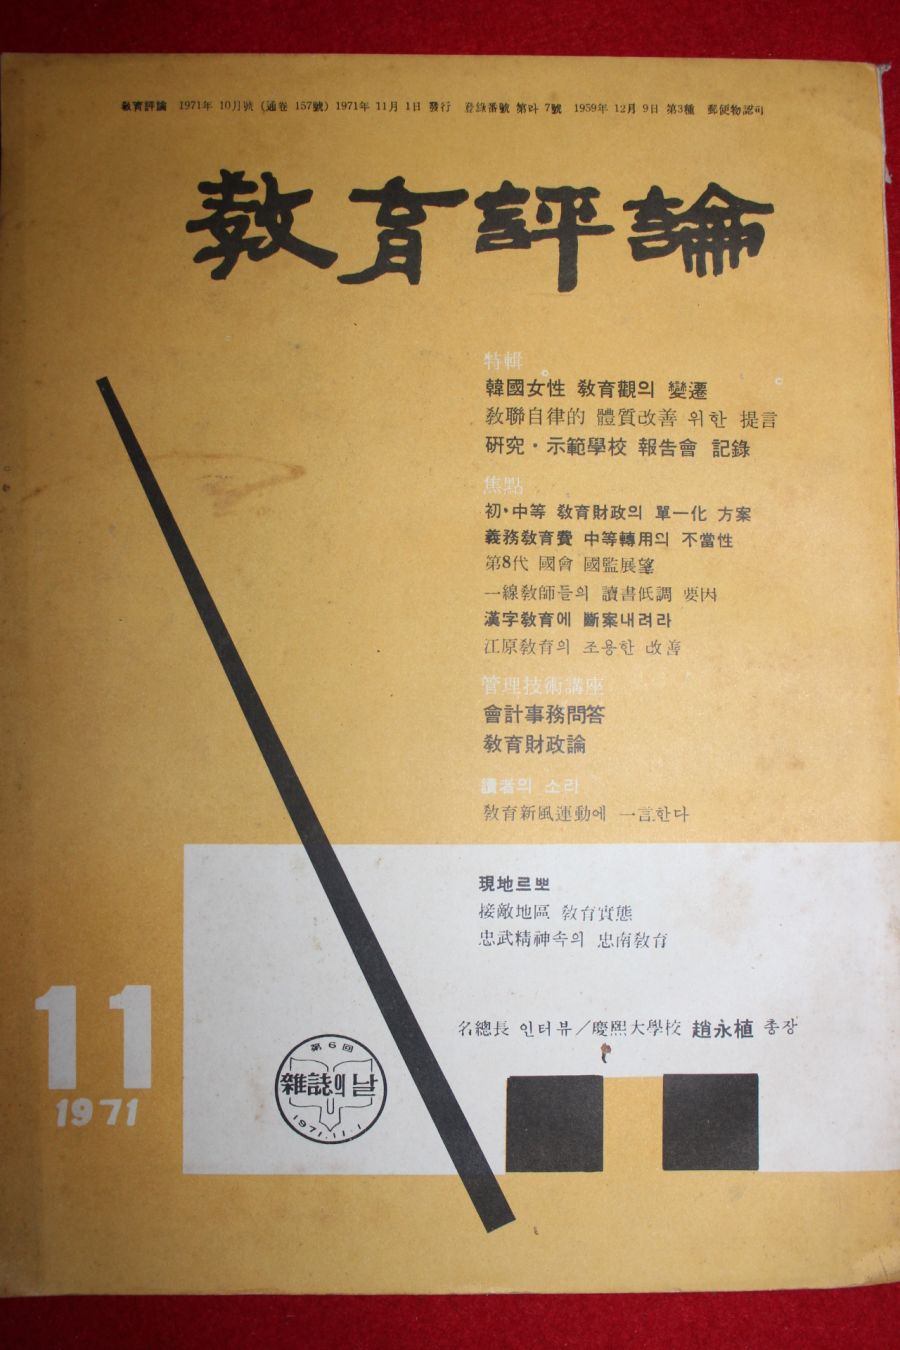 敎育評論 1971年 10月號 (通卷 157號) 1971年 11月 1日 發行 登錄番號 第라 7號 1959年 12月 9日 第3種 郵便物認可
敎育評論
特輯
韓國女性 敎育觀의 變遷
敎聯自律的 體質改善 위한 提言
硏究·示範學校 報告會 記錄
焦點
初·中等 敎育財政의 單一化 方案
義務敎育費 中等轉用의 不當性
第8代 國會 國監展望
一線敎師들의 讀書低調 要因
漢字敎育에 斷案내려라
江原敎育의 조용한 改善
管理技術講座
會計事務問答
敎育財政論
讀者의 소리
敎育新風運動에 一言한다
現地르뽀
接敵地區 敎育實態
忠武精神속의 忠南敎育
名總長 인터뷰／慶熙大學校 趙永植 총장
11
1971
第6回
雜誌의 날
1971.11.1